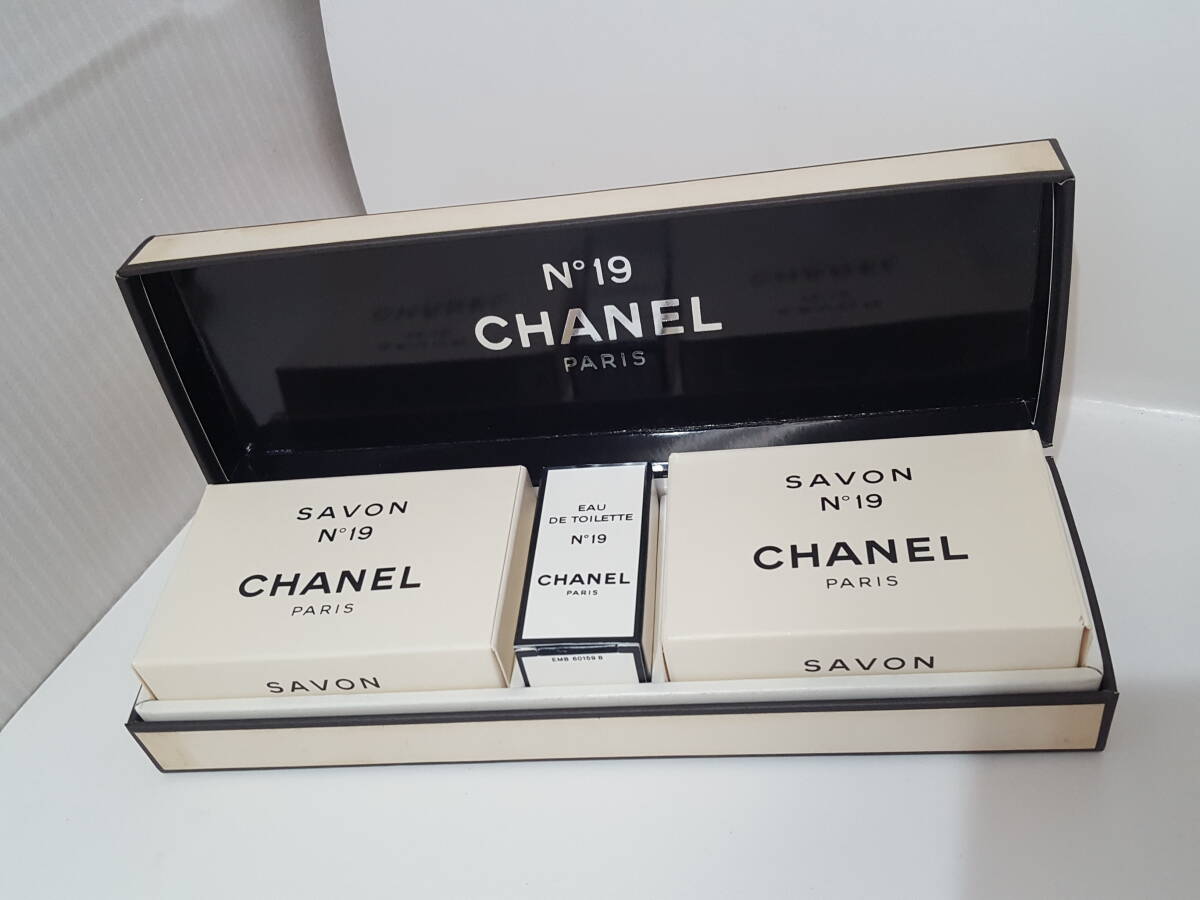 N°19
CHANEL
PARIS
SAVON
N°19
CHANEL
PARIS
SAVON
EAU
DE TOILETTE
N°19
CHANEL
PARIS
EMB 60159 B
SAVON
N°19
CHANEL
PARIS
SAVON